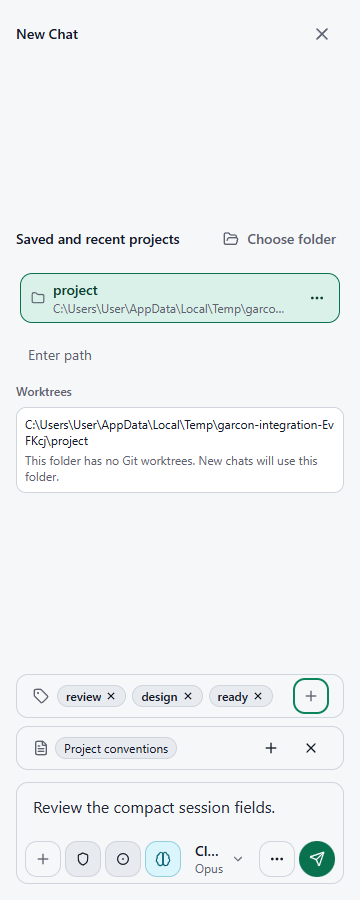 New Chat
Saved and recent projects
Choose folder
project
C:\Users\User\AppData\Local\Temp\garco...
Enter path
Worktrees
C:\Users\User\AppData\Local\Temp\garcon-integration-Ev
FKcj\project
This folder has no Git worktrees. New chats will use this
folder.
review design ready
Project conventions
Review the compact session fields.
Cl...
Opus